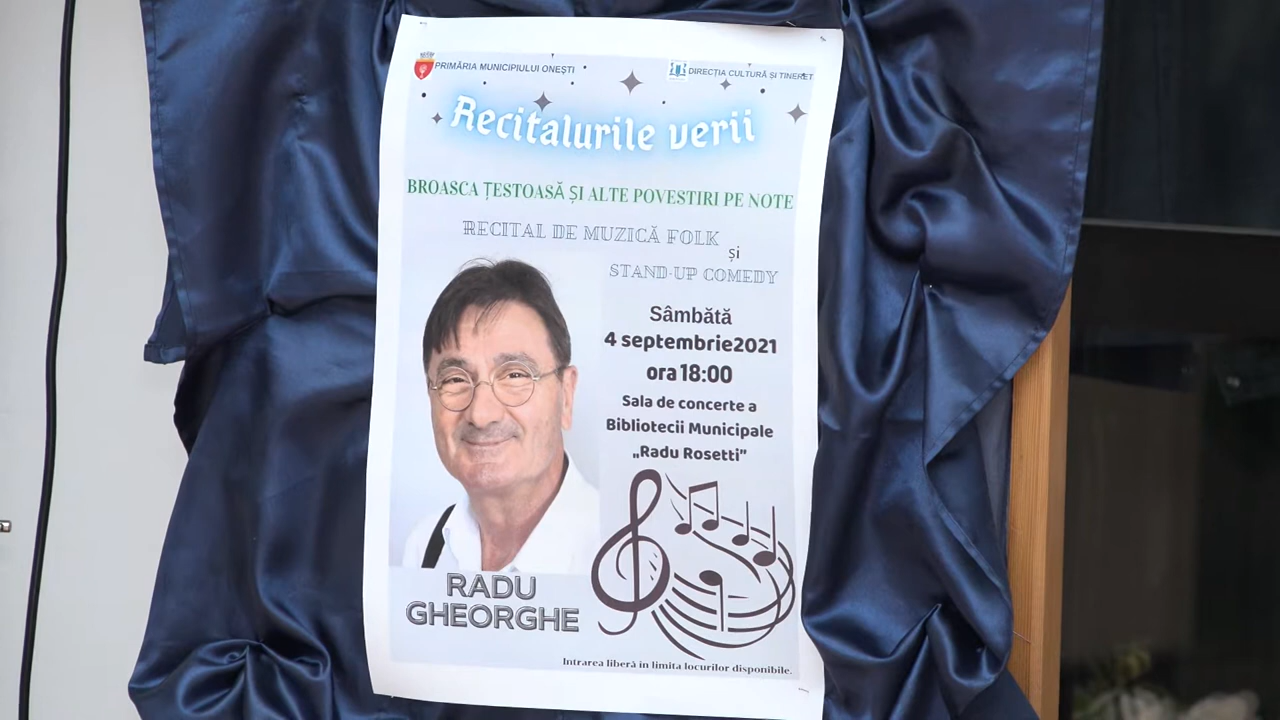 PRIMĂRIA MUNICIPIULUI ONEȘTI
DIRECȚIA CULTURĂ ȘI TINERET
Recitalurile verii
BROASCA ȚESTOASĂ ȘI ALTE POVESTIRI PE NOTE
RECITAL DE MUZICĂ FOLK
și
STAND-UP COMEDY
Sâmbătă
4 septembrie2021
ora 18:00
Sala de concerte a
Bibliotecii Municipale
„Radu Rosetti”
RADU
GHEORGHE
Intrarea liberă în limita locurilor disponibile.